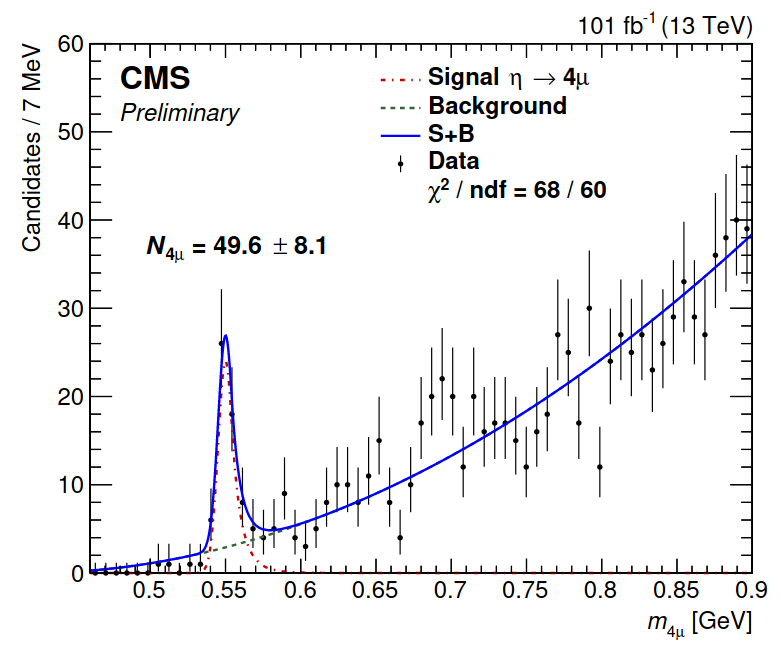 101 fb⁻¹ (13 TeV)
Candidates / 7 MeV
60
50
40
30
20
10
0
CMS
Preliminary
Signal η → 4μ
Background
S+B
Data
χ² / ndf = 68 / 60
N₄μ = 49.6 ± 8.1
0.5 0.55 0.6 0.65 0.7 0.75 0.8 0.85 0.9
m₄μ [GeV]